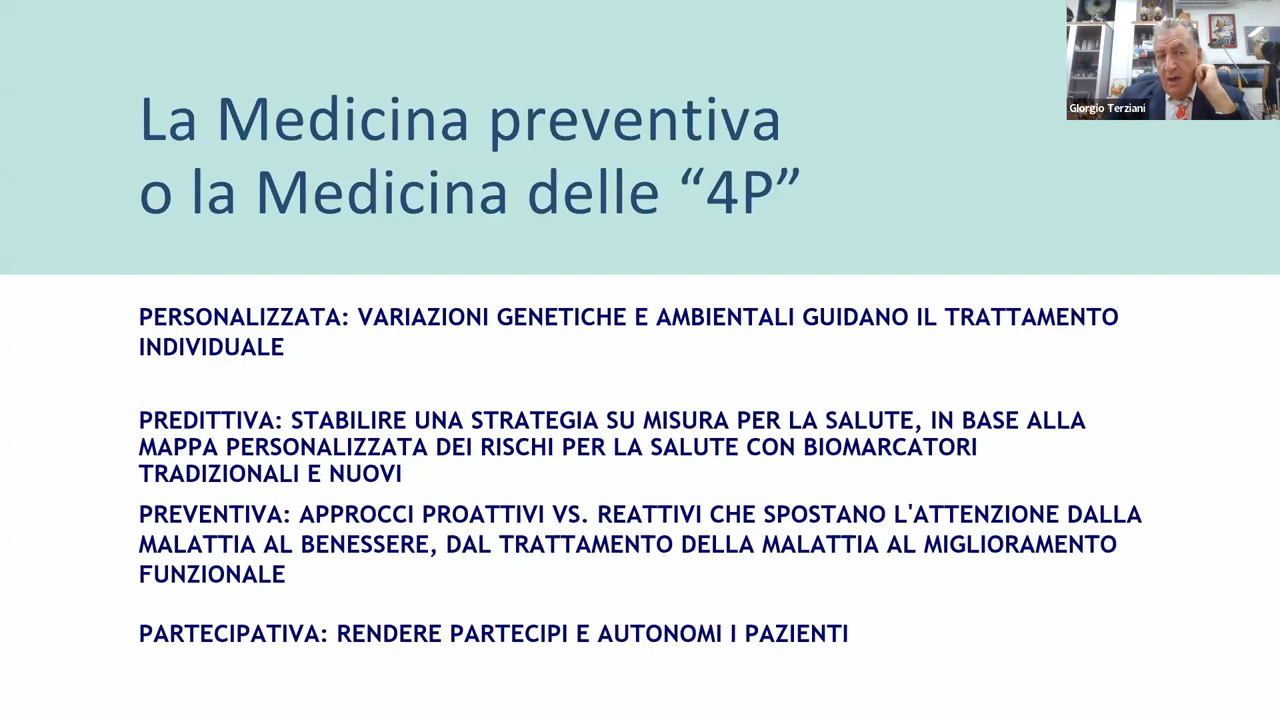 La Medicina preventiva
o la Medicina delle “4P”
GIorgio Terziani
PERSONALIZZATA: VARIAZIONI GENETICHE E AMBIENTALI GUIDANO IL TRATTAMENTO
INDIVIDUALE
PREDITTIVA: STABILIRE UNA STRATEGIA SU MISURA PER LA SALUTE, IN BASE ALLA
MAPPA PERSONALIZZATA DEI RISCHI PER LA SALUTE CON BIOMARCATORI
TRADIZIONALI E NUOVI
PREVENTIVA: APPROCCI PROATTIVI VS. REATTIVI CHE SPOSTANO L'ATTENZIONE DALLA
MALATTIA AL BENESSERE, DAL TRATTAMENTO DELLA MALATTIA AL MIGLIORAMENTO
FUNZIONALE
PARTECIPATIVA: RENDERE PARTECIPI E AUTONOMI I PAZIENTI